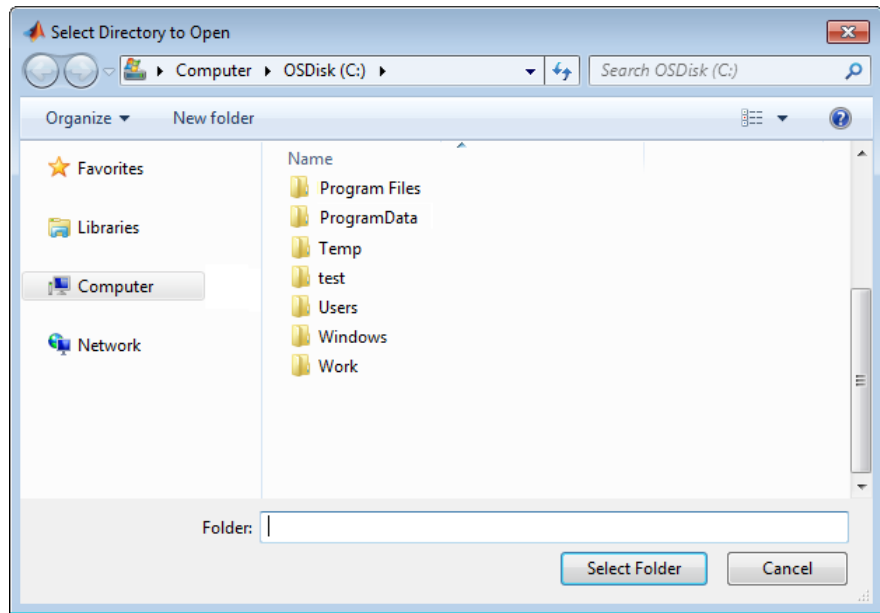 Select Directory to Open
Computer OSDisk (C:)
Search OSDisk (C:)
Organize
New folder
Favorites
Libraries
Computer
Network
Name
Program Files
ProgramData
Temp
test
Users
Windows
Work
Folder:
Select Folder
Cancel